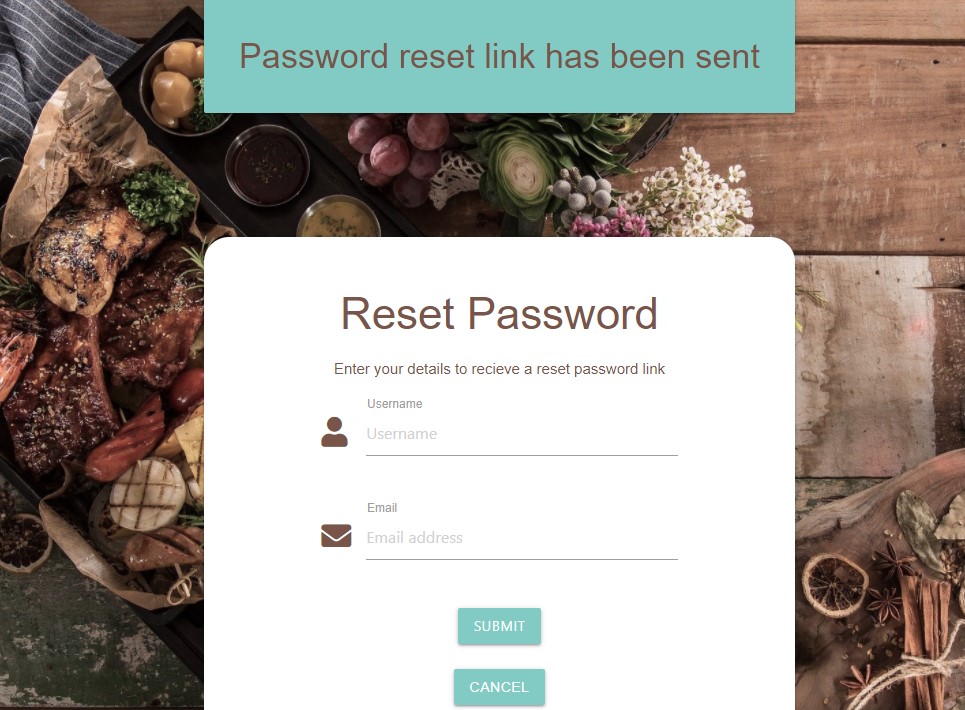 Password reset link has been sent
Reset Password
Enter your details to recieve a reset password link
Username
Username
Email
Email address
SUBMIT
CANCEL